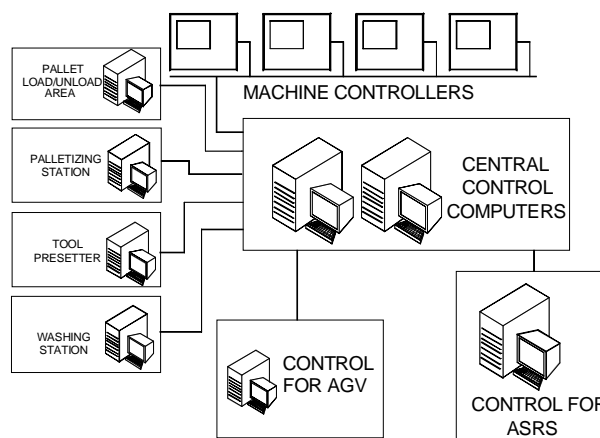 PALLET
LOAD/UNLOAD
AREA
MACHINE CONTROLLERS
PALLETIZING
STATION
CENTRAL
CONTROL
COMPUTERS
TOOL
PRESETTER
WASHING
STATION
CONTROL
FOR AGV
CONTROL FOR
ASRS